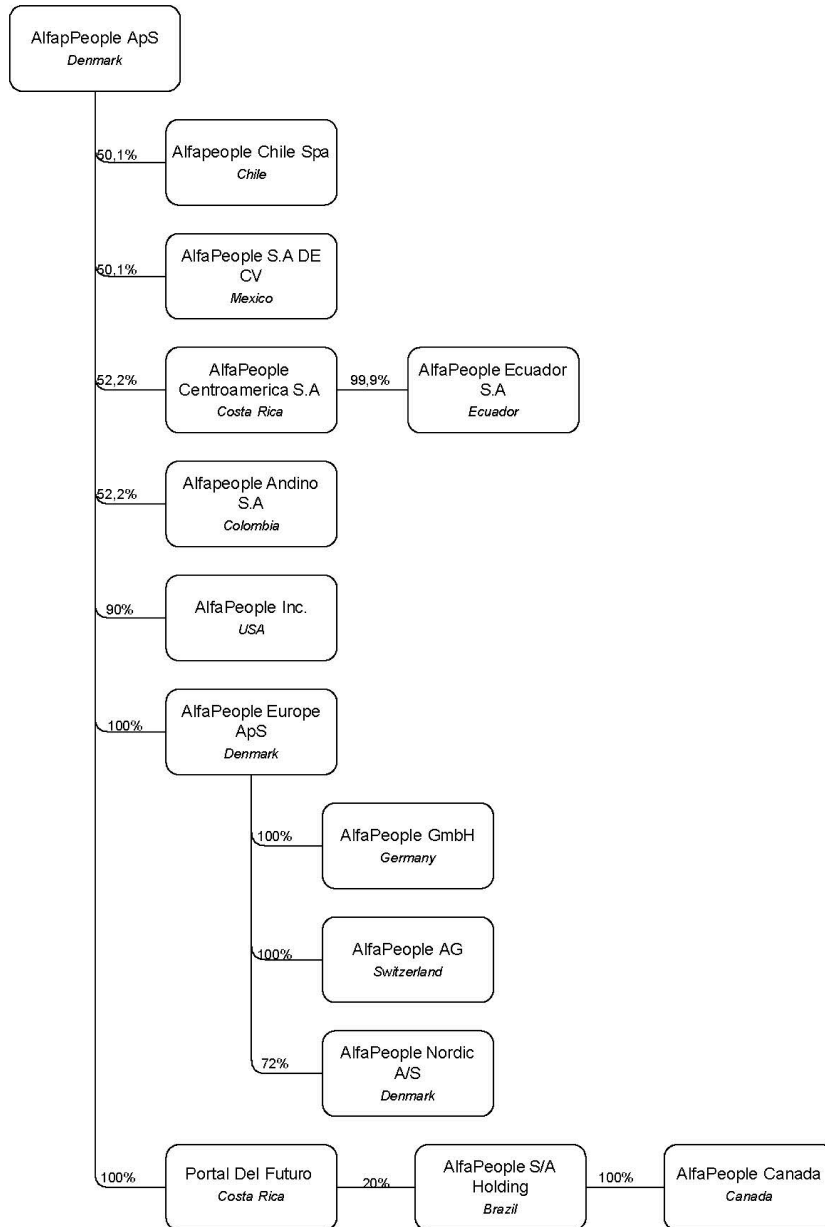 AlfapPeople ApS
Denmark
50,1%
Alfapeople Chile Spa
Chile
50,1%
AlfaPeople S.A DE
CV
Mexico
52,2%
AlfaPeople
Centroamerica S.A
Costa Rica
99,9%
AlfaPeople Ecuador
S.A
Ecuador
52,2%
Alfapeople Andino
S.A
Colombia
90%
AlfaPeople Inc.
USA
100%
AlfaPeople Europe
ApS
Denmark
100%
AlfaPeople GmbH
Germany
100%
AlfaPeople AG
Switzerland
72%
AlfaPeople Nordic
A/S
Denmark
100%
Portal Del Futuro
Costa Rica
20%
AlfaPeople S/A
Holding
Brazil
100%
AlfaPeople Canada
Canada